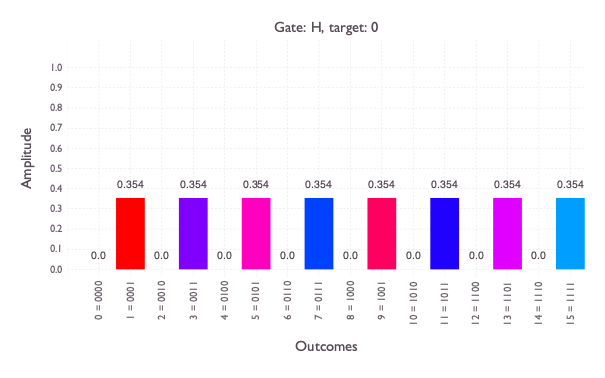 Gate: H, target: 0
Amplitude
1.0
0.9
0.8
0.7
0.6
0.5
0.4
0.3
0.2
0.1
0.0
0.0 0.354 0.0 0.354 0.0 0.354 0.0 0.354 0.0 0.354 0.0 0.354 0.0 0.354 0.0 0.354
0 = 0000
1 = 0001
2 = 0010
3 = 0011
4 = 0100
5 = 0101
6 = 0110
7 = 0111
8 = 1000
9 = 1001
10 = 1010
11 = 1011
12 = 1100
13 = 1101
14 = 1110
15 = 1111
Outcomes